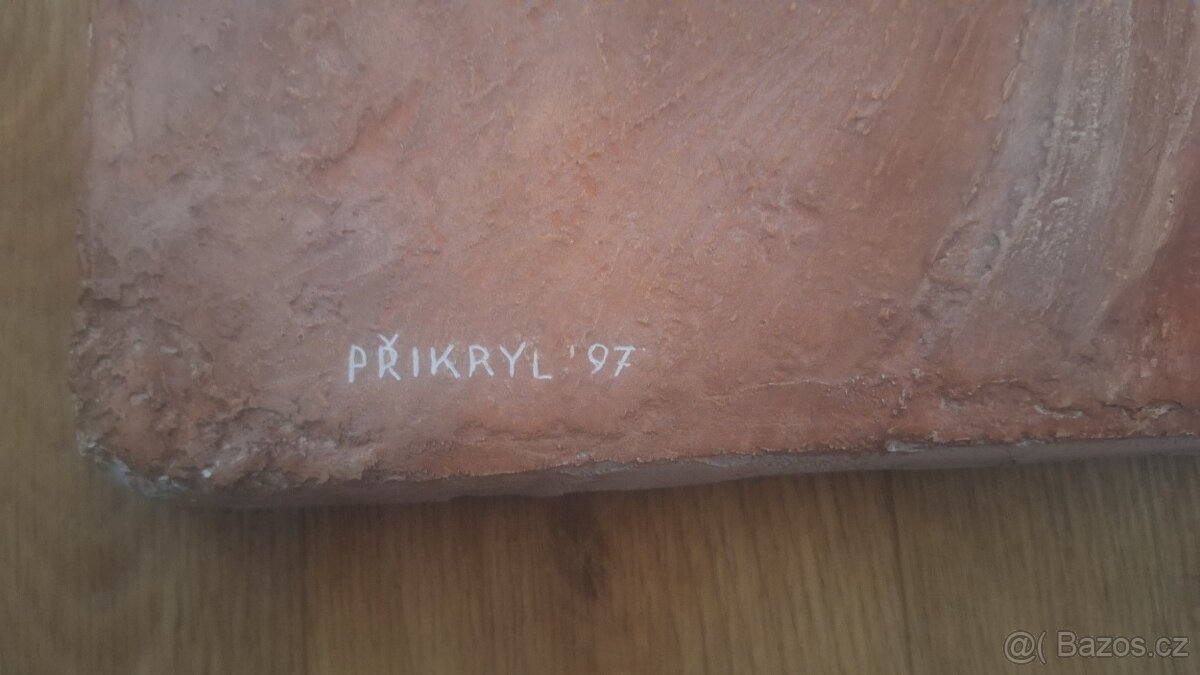 PŘIKRYL '97
@( Bazos.cz